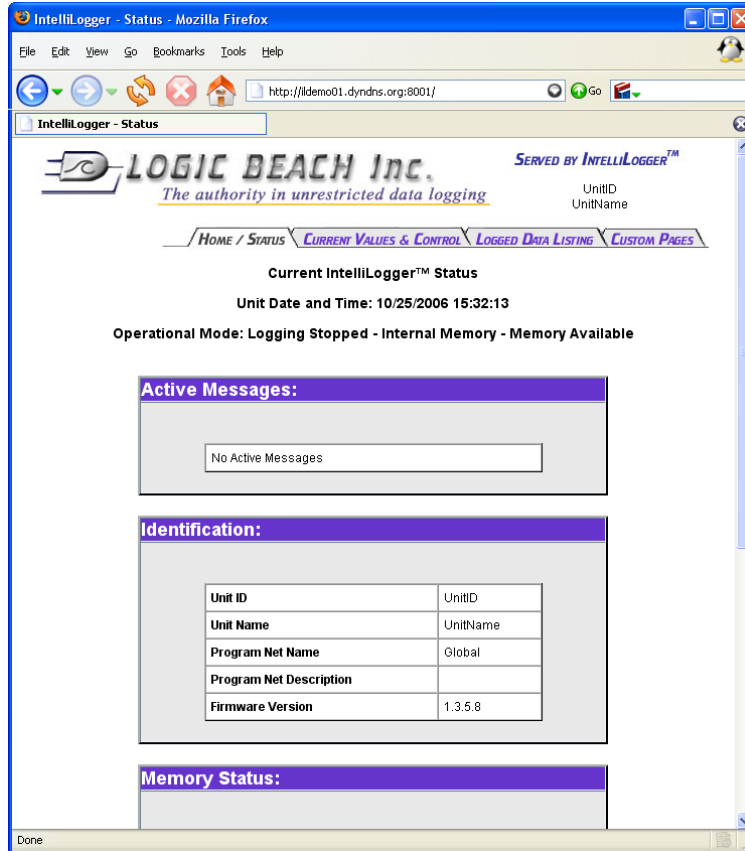 IntelliLogger - Status - Mozilla Firefox
File Edit View Go Bookmarks Tools Help
http://ildemo01.dyndns.org:8001/ Go
IntelliLogger - Status
LOGIC BEACH Inc.
The authority in unrestricted data logging
SERVED BY INTELLILOGGER™
UnitID
UnitName
HOME / STATUS CURRENT VALUES & CONTROL LOGGED DATA LISTING CUSTOM PAGES
Current IntelliLogger™ Status
Unit Date and Time: 10/25/2006 15:32:13
Operational Mode: Logging Stopped - Internal Memory - Memory Available
Active Messages:
No Active Messages
Identification:
Unit ID UnitID
Unit Name UnitName
Program Net Name Global
Program Net Description
Firmware Version 1.3.5.8
Memory Status:
Done